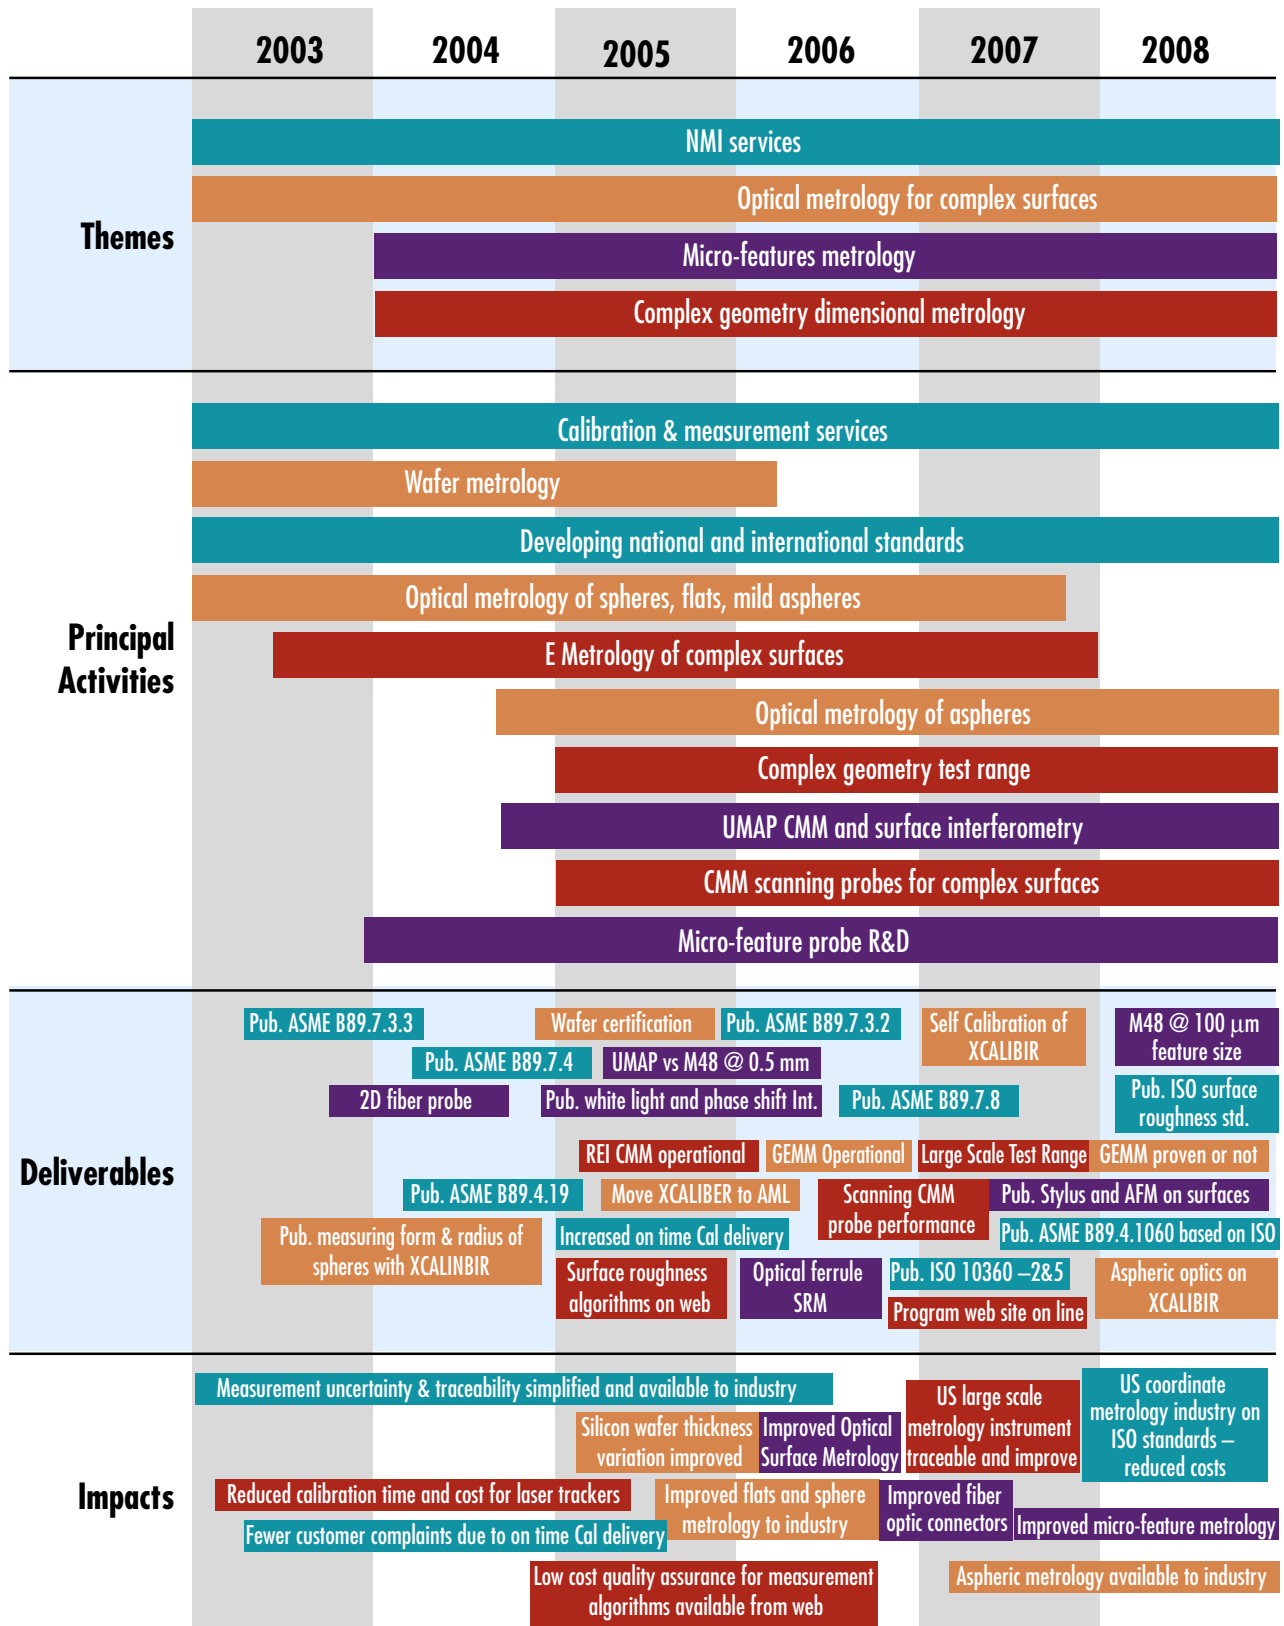 2003 2004 2005 2006 2007 2008
Themes
NMI services
Optical metrology for complex surfaces
Micro-features metrology
Complex geometry dimensional metrology
Principal
Activities
Calibration & measurement services
Wafer metrology
Developing national and international standards
Optical metrology of spheres, flats, mild aspheres
E Metrology of complex surfaces
Optical metrology of aspheres
Complex geometry test range
UMAP CMM and surface interferometry
CMM scanning probes for complex surfaces
Micro-feature probe R&D
Deliverables
Pub. ASME B89.7.3.3
Wafer certification
Pub. ASME B89.7.3.2
Self Calibration of
XCALIBIR
M48 @ 100 μm
feature size
Pub. ASME B89.7.4
UMAP vs M48 @ 0.5 mm
2D fiber probe
Pub. white light and phase shift Int.
Pub. ASME B89.7.8
Pub. ISO surface
roughness std.
REI CMM operational
GEMM Operational
Large Scale Test Range
GEMM proven or not
Pub. ASME B89.4.19
Move XCALIBER to AML
Scanning CMM
probe performance
Pub. Stylus and AFM on surfaces
Pub. measuring form & radius of
spheres with XCALINBIR
Increased on time Cal delivery
Pub. ASME B89.4.1060 based on ISO
Surface roughness
algorithms on web
Optical ferrule
SRM
Pub. ISO 10360 –2&5
Aspheric optics on
XCALIBIR
Program web site on line
Impacts
Measurement uncertainty & traceability simplified and available to industry
Silicon wafer thickness
variation improved
Improved Optical
Surface Metrology
US large scale
metrology instrument
traceable and improve
US coordinate
metrology industry on
ISO standards –
reduced costs
Reduced calibration time and cost for laser trackers
Improved flats and sphere
metrology to industry
Improved fiber
optic connectors
Improved micro-feature metrology
Fewer customer complaints due to on time Cal delivery
Low cost quality assurance for measurement
algorithms available from web
Aspheric metrology available to industry